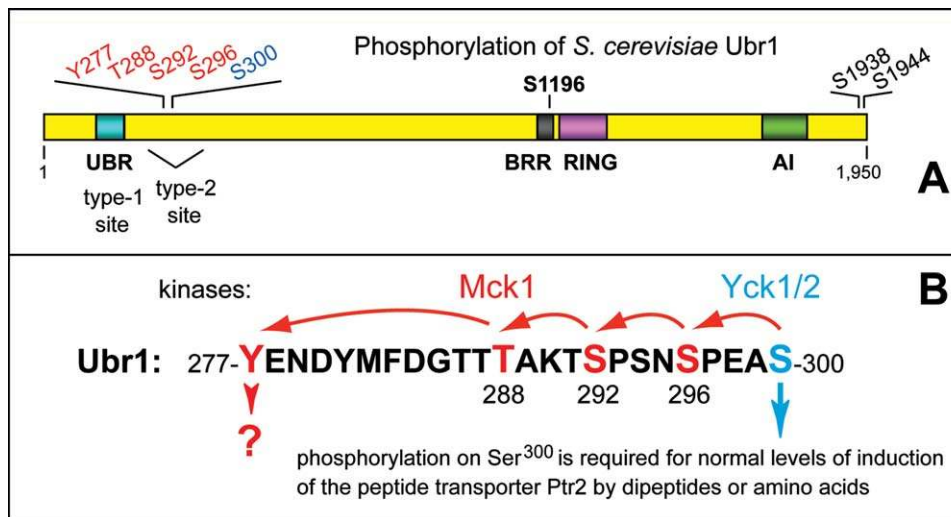 Phosphorylation of S. cerevisiae Ubr1
Y277 T288 S292 S296 S300
S1196
S1938 S1944
1 UBR BRR RING AI 1,950
type-1 site
type-2 site
A
B
kinases: Mck1 Yck1/2
Ubr1: 277-YENDYMFDGTTTAKTSPSNSPEAS-300
288 292 296
?
phosphorylation on Ser300 is required for normal levels of induction
of the peptide transporter Ptr2 by dipeptides or amino acids